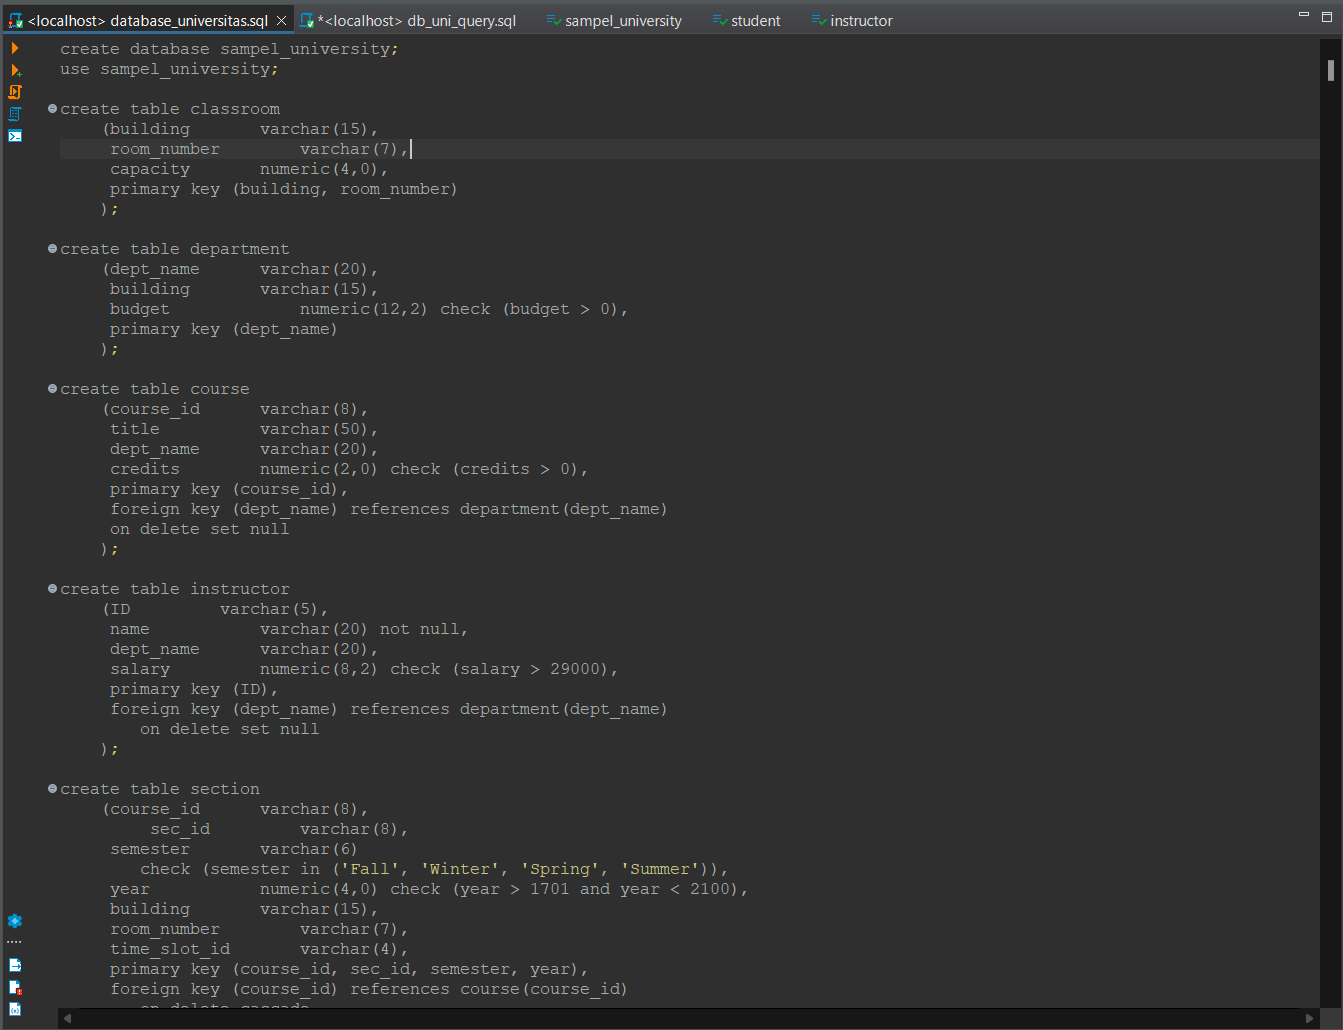 <localhost> database_universitas.sql
*<localhost> db_uni_query.sql
sampel_university
student
instructor
create database sampel_university;
use sampel_university;
create table classroom
(building varchar(15),
room_number varchar(7),
capacity numeric(4,0),
primary key (building, room_number)
);
create table department
(dept_name varchar(20),
building varchar(15),
budget numeric(12,2) check (budget > 0),
primary key (dept_name)
);
create table course
(course_id varchar(8),
title varchar(50),
dept_name varchar(20),
credits numeric(2,0) check (credits > 0),
primary key (course_id),
foreign key (dept_name) references department(dept_name)
on delete set null
);
create table instructor
(ID varchar(5),
name varchar(20) not null,
dept_name varchar(20),
salary numeric(8,2) check (salary > 29000),
primary key (ID),
foreign key (dept_name) references department(dept_name)
on delete set null
);
create table section
(course_id varchar(8),
sec_id varchar(8),
semester varchar(6)
check (semester in ('Fall', 'Winter', 'Spring', 'Summer')),
year numeric(4,0) check (year > 1701 and year < 2100),
building varchar(15),
room_number varchar(7),
time_slot_id varchar(4),
primary key (course_id, sec_id, semester, year),
foreign key (course_id) references course(course_id)
on delete cascade